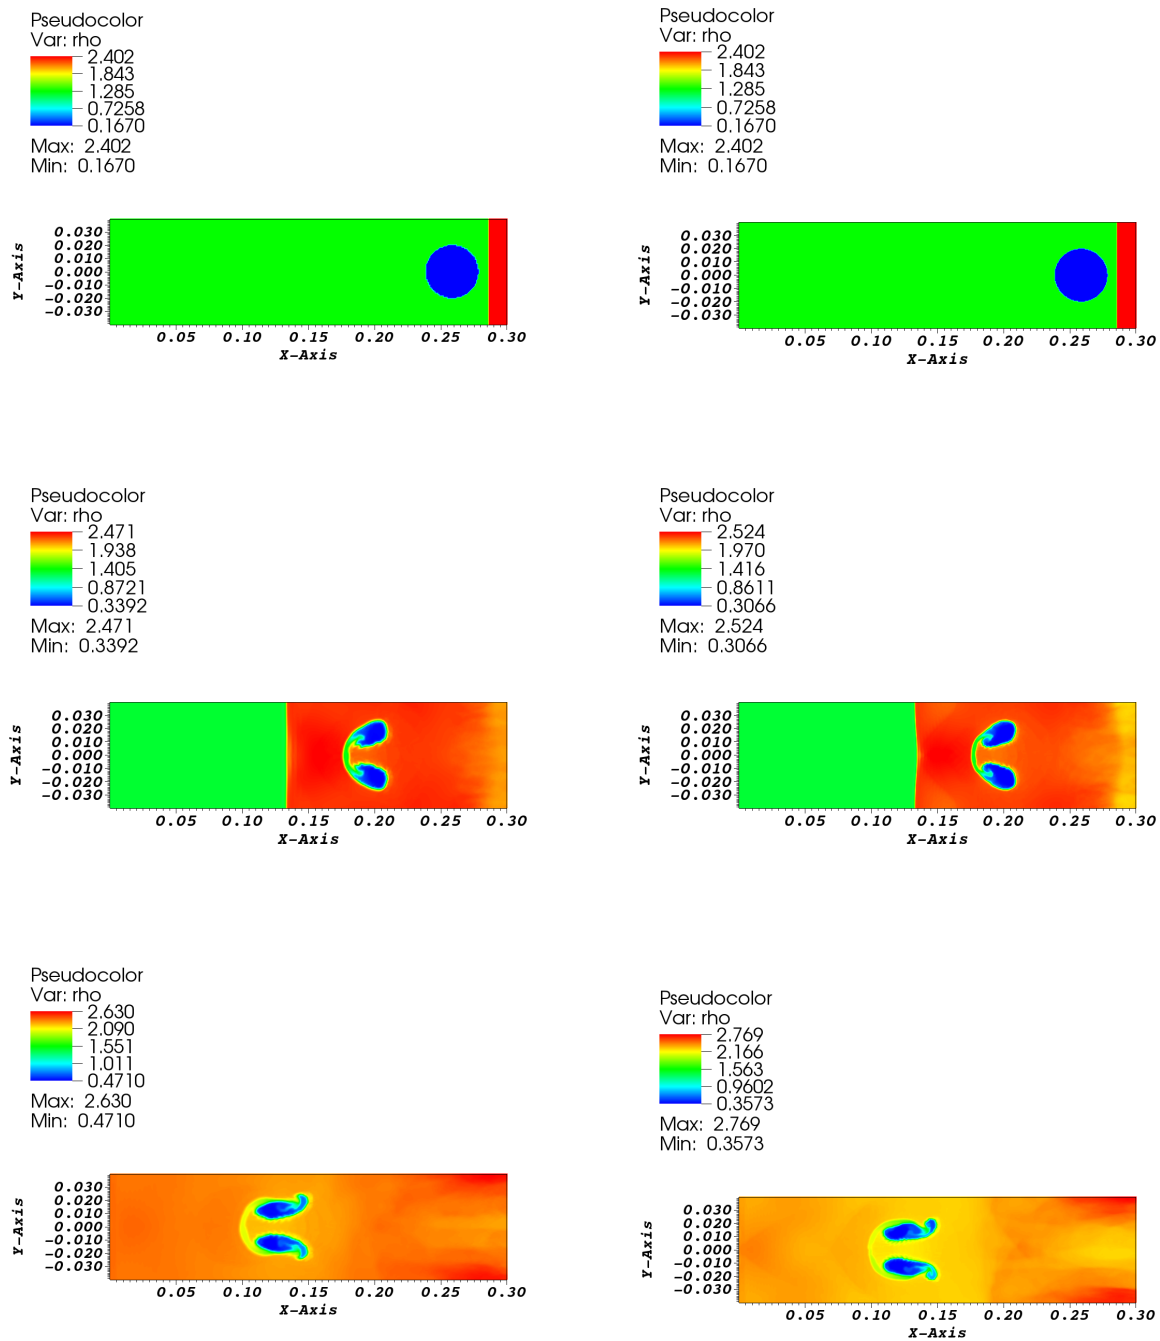 Pseudocolor
Var: rho
2.402
1.843
1.285
0.7258
0.1670
Max: 2.402
Min: 0.1670
0.030
0.020
0.010
0.000
-0.010
-0.020
-0.030
Y-Axis
0.05 0.10 0.15 0.20 0.25 0.30
X-Axis
Pseudocolor
Var: rho
2.402
1.843
1.285
0.7258
0.1670
Max: 2.402
Min: 0.1670
0.030
0.020
0.010
0.000
-0.010
-0.020
-0.030
Y-Axis
0.05 0.10 0.15 0.20 0.25 0.30
X-Axis
Pseudocolor
Var: rho
2.471
1.938
1.405
0.8721
0.3392
Max: 2.471
Min: 0.3392
0.030
0.020
0.010
0.000
-0.010
-0.020
-0.030
Y-Axis
0.05 0.10 0.15 0.20 0.25 0.30
X-Axis
Pseudocolor
Var: rho
2.524
1.970
1.416
0.8611
0.3066
Max: 2.524
Min: 0.3066
0.030
0.020
0.010
0.000
-0.010
-0.020
-0.030
Y-Axis
0.05 0.10 0.15 0.20 0.25 0.30
X-Axis
Pseudocolor
Var: rho
2.630
2.090
1.551
1.011
0.4710
Max: 2.630
Min: 0.4710
0.030
0.020
0.010
0.000
-0.010
-0.020
-0.030
Y-Axis
0.05 0.10 0.15 0.20 0.25 0.30
X-Axis
Pseudocolor
Var: rho
2.769
2.166
1.563
0.9602
0.3573
Max: 2.769
Min: 0.3573
0.030
0.020
0.010
0.000
-0.010
-0.020
-0.030
Y-Axis
0.05 0.10 0.15 0.20 0.25 0.30
X-Axis